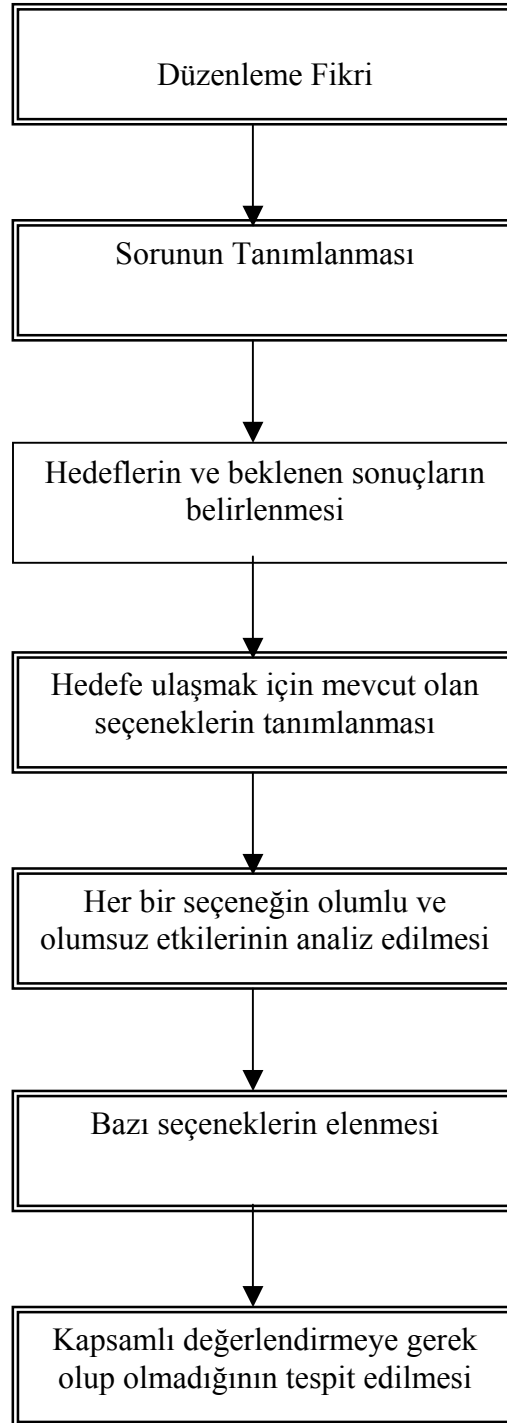 Düzenleme Fikri
Sorunun Tanımlanması
Hedeflerin ve beklenen sonuçların
belirlenmesi
Hedefe ulaşmak için mevcut olan
seçeneklerin tanımlanması
Her bir seçeneğin olumlu ve
olumsuz etkilerinin analiz edilmesi
Bazı seçeneklerin elenmesi
Kapsamlı değerlendirmeye gerek
olup olmadığının tespit edilmesi